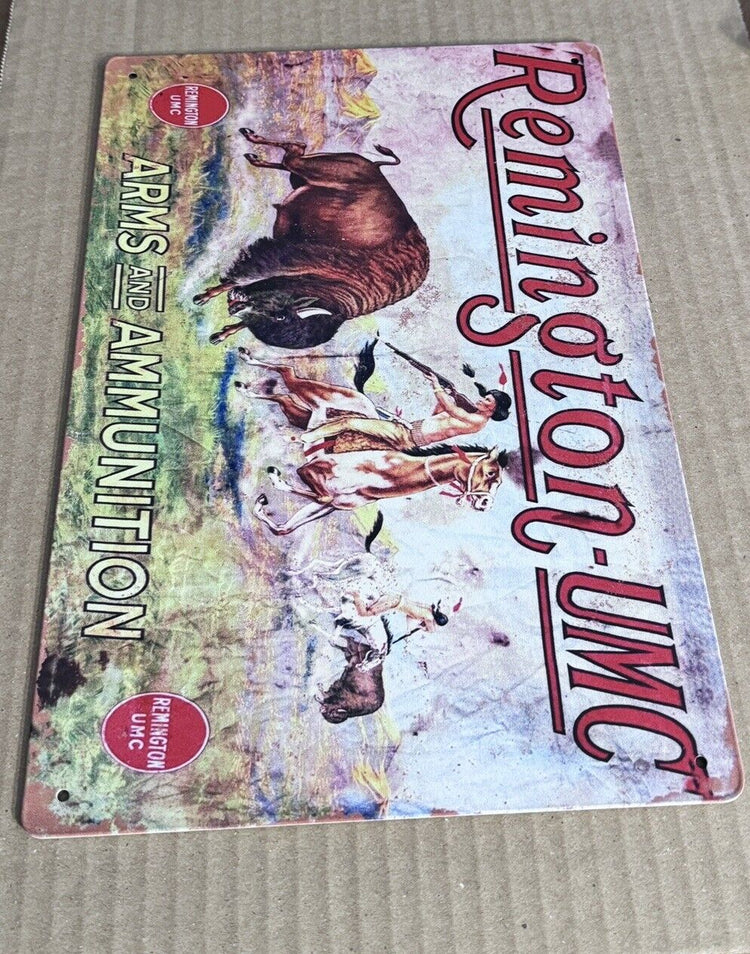 Remington-UMC
REMINGTON
UMC
ARMS AND AMMUNITION
REMINGTON
UMC